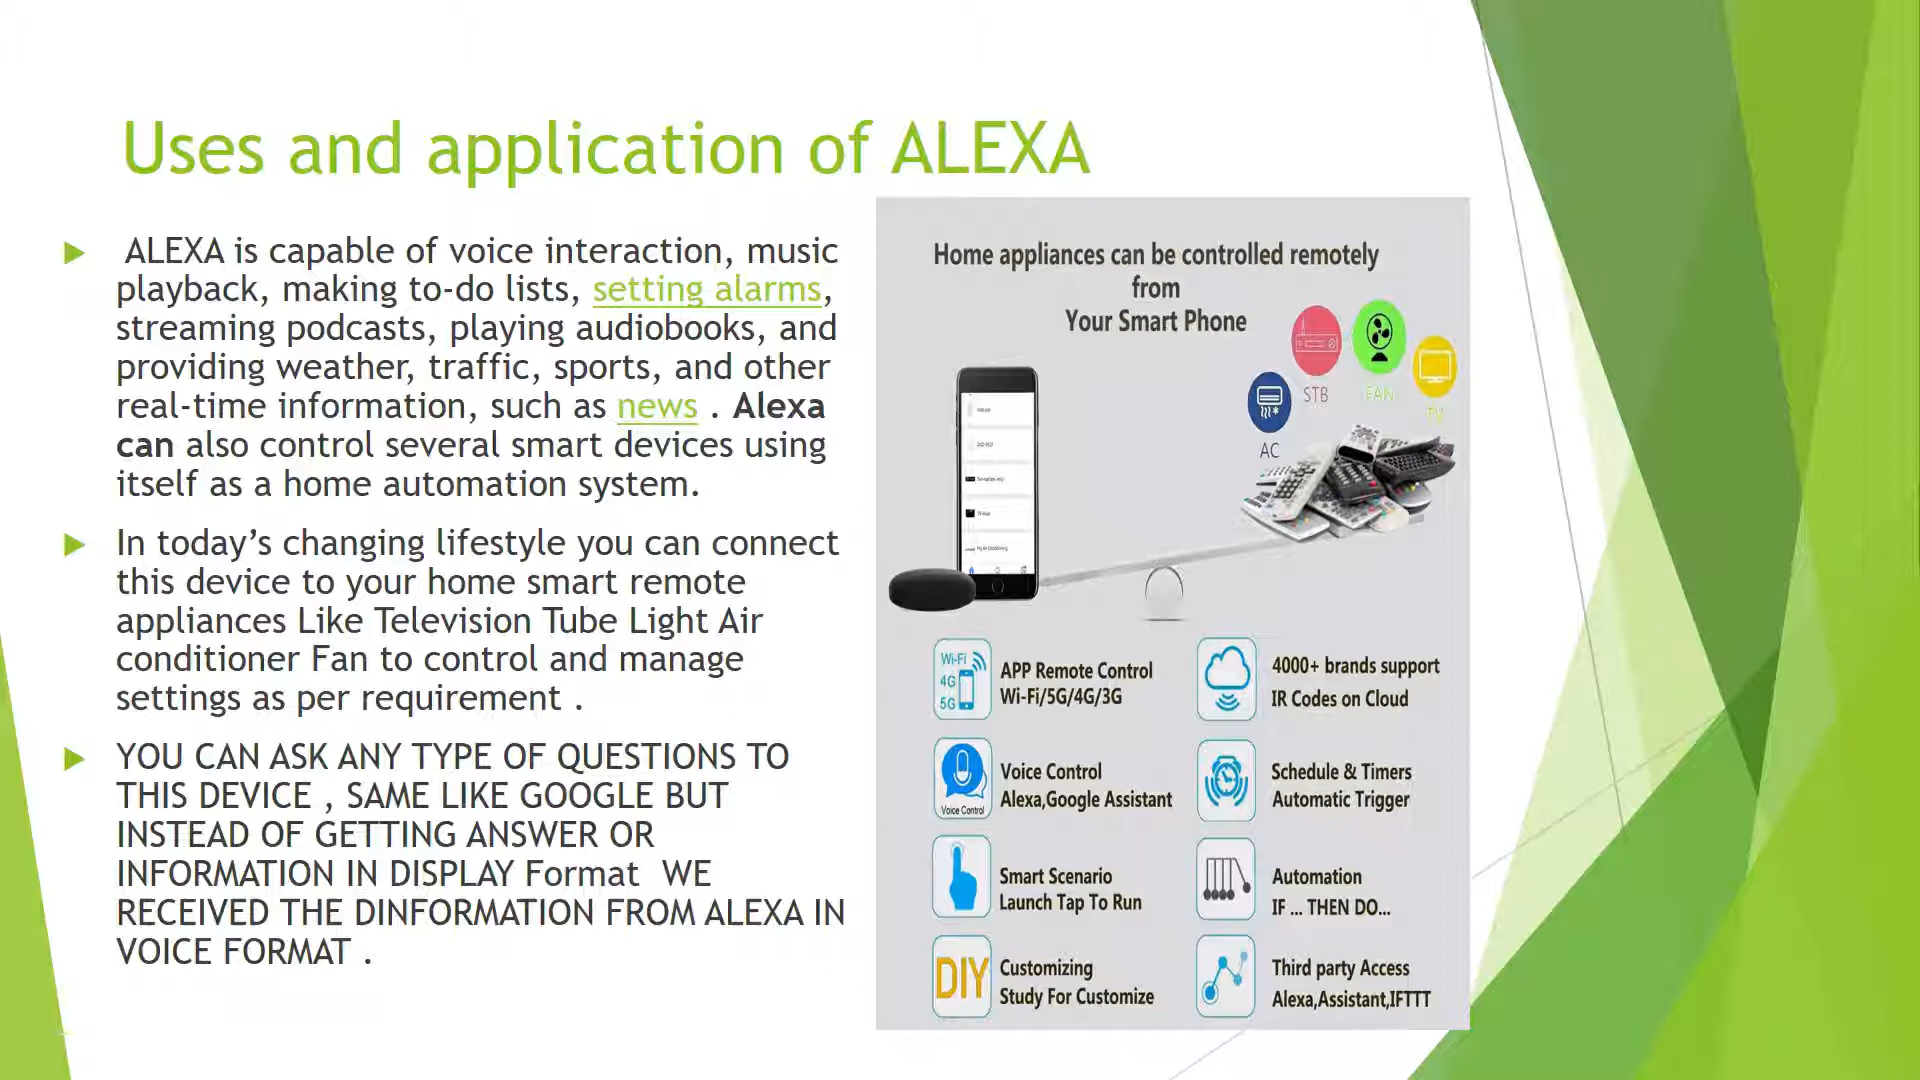 Uses and application of ALEXA
ALEXA is capable of voice interaction, music
playback, making to-do lists, setting alarms,
streaming podcasts, playing audiobooks, and
providing weather, traffic, sports, and other
real-time information, such as news . Alexa
can also control several smart devices using
itself as a home automation system.
In today’s changing lifestyle you can connect
this device to your home smart remote
appliances Like Television Tube Light Air
conditioner Fan to control and manage
settings as per requirement .
YOU CAN ASK ANY TYPE OF QUESTIONS TO
THIS DEVICE , SAME LIKE GOOGLE BUT
INSTEAD OF GETTING ANSWER OR
INFORMATION IN DISPLAY Format WE
RECEIVED THE DINFORMATION FROM ALEXA IN
VOICE FORMAT .
Home appliances can be controlled remotely
from
Your Smart Phone
STB
FAN
TV
AC
Wi-Fi
4G
5G
APP Remote Control
Wi-Fi/5G/4G/3G
4000+ brands support
IR Codes on Cloud
Voice Control
Voice Control
Alexa,Google Assistant
Schedule & Timers
Automatic Trigger
Smart Scenario
Launch Tap To Run
Automation
IF ... THEN DO...
DIY
Customizing
Study For Customize
Third party Access
Alexa,Assistant,IFTTT